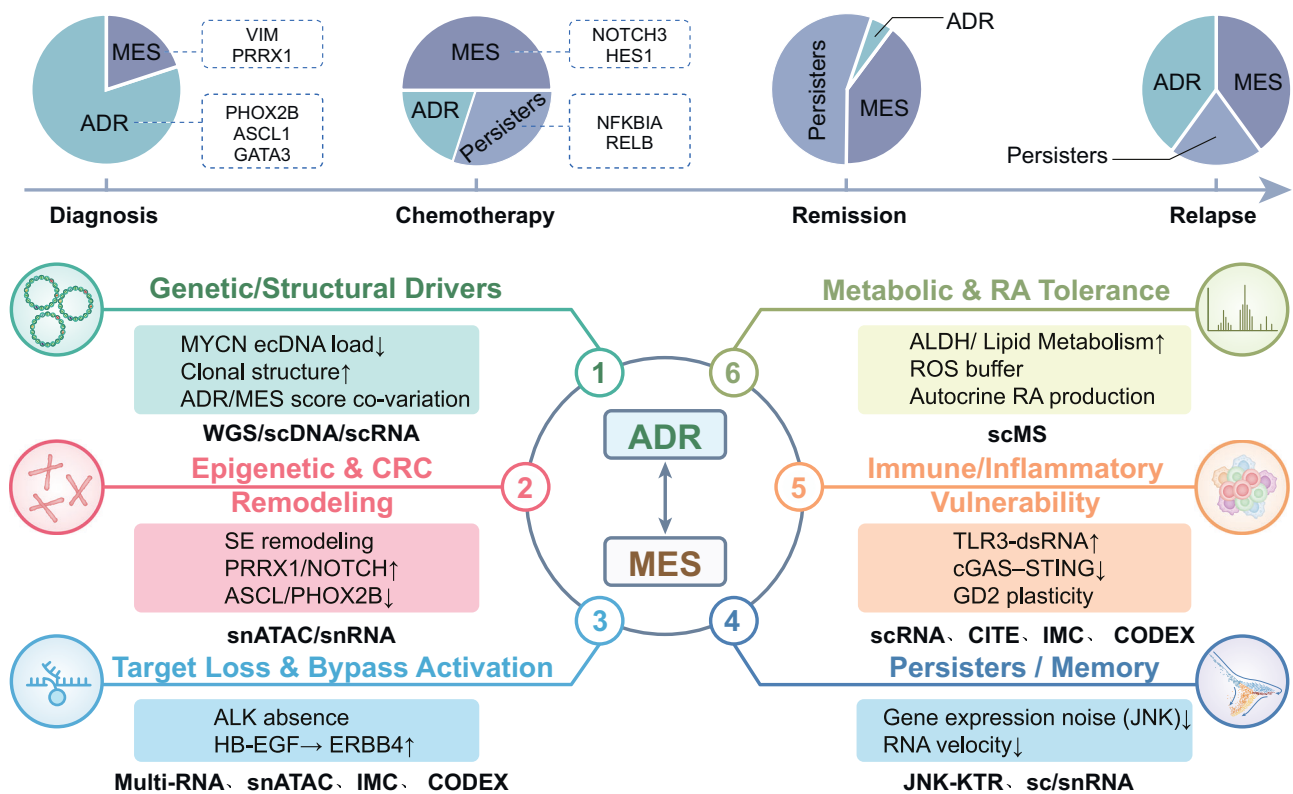 MES
ADR
VIM
PRRX1
PHOX2B
ASCL1
GATA3
MES
ADR
Persisters
NOTCH3
HES1
NFKBIA
RELB
Persisters
ADR
MES
ADR
MES
Persisters
Diagnosis
Chemotherapy
Remission
Relapse
Genetic/Structural Drivers
MYCN ecDNA load↓
Clonal structure↑
ADR/MES score co-variation
WGS/scDNA/scRNA
Epigenetic & CRC
Remodeling
SE remodeling
PRRX1/NOTCH↑
ASCL/PHOX2B↓
snATAC/snRNA
Target Loss & Bypass Activation
ALK absence
HB-EGF→ ERBB4↑
Multi-RNA、snATAC、IMC、 CODEX
1
2
3
4
5
6
ADR
MES
Metabolic & RA Tolerance
ALDH/ Lipid Metabolism↑
ROS buffer
Autocrine RA production
scMS
Immune/Inflammatory
Vulnerability
TLR3-dsRNA↑
cGAS–STING↓
GD2 plasticity
scRNA、CITE、IMC、 CODEX
Persisters / Memory
Gene expression noise (JNK)↓
RNA velocity↓
JNK-KTR、sc/snRNA